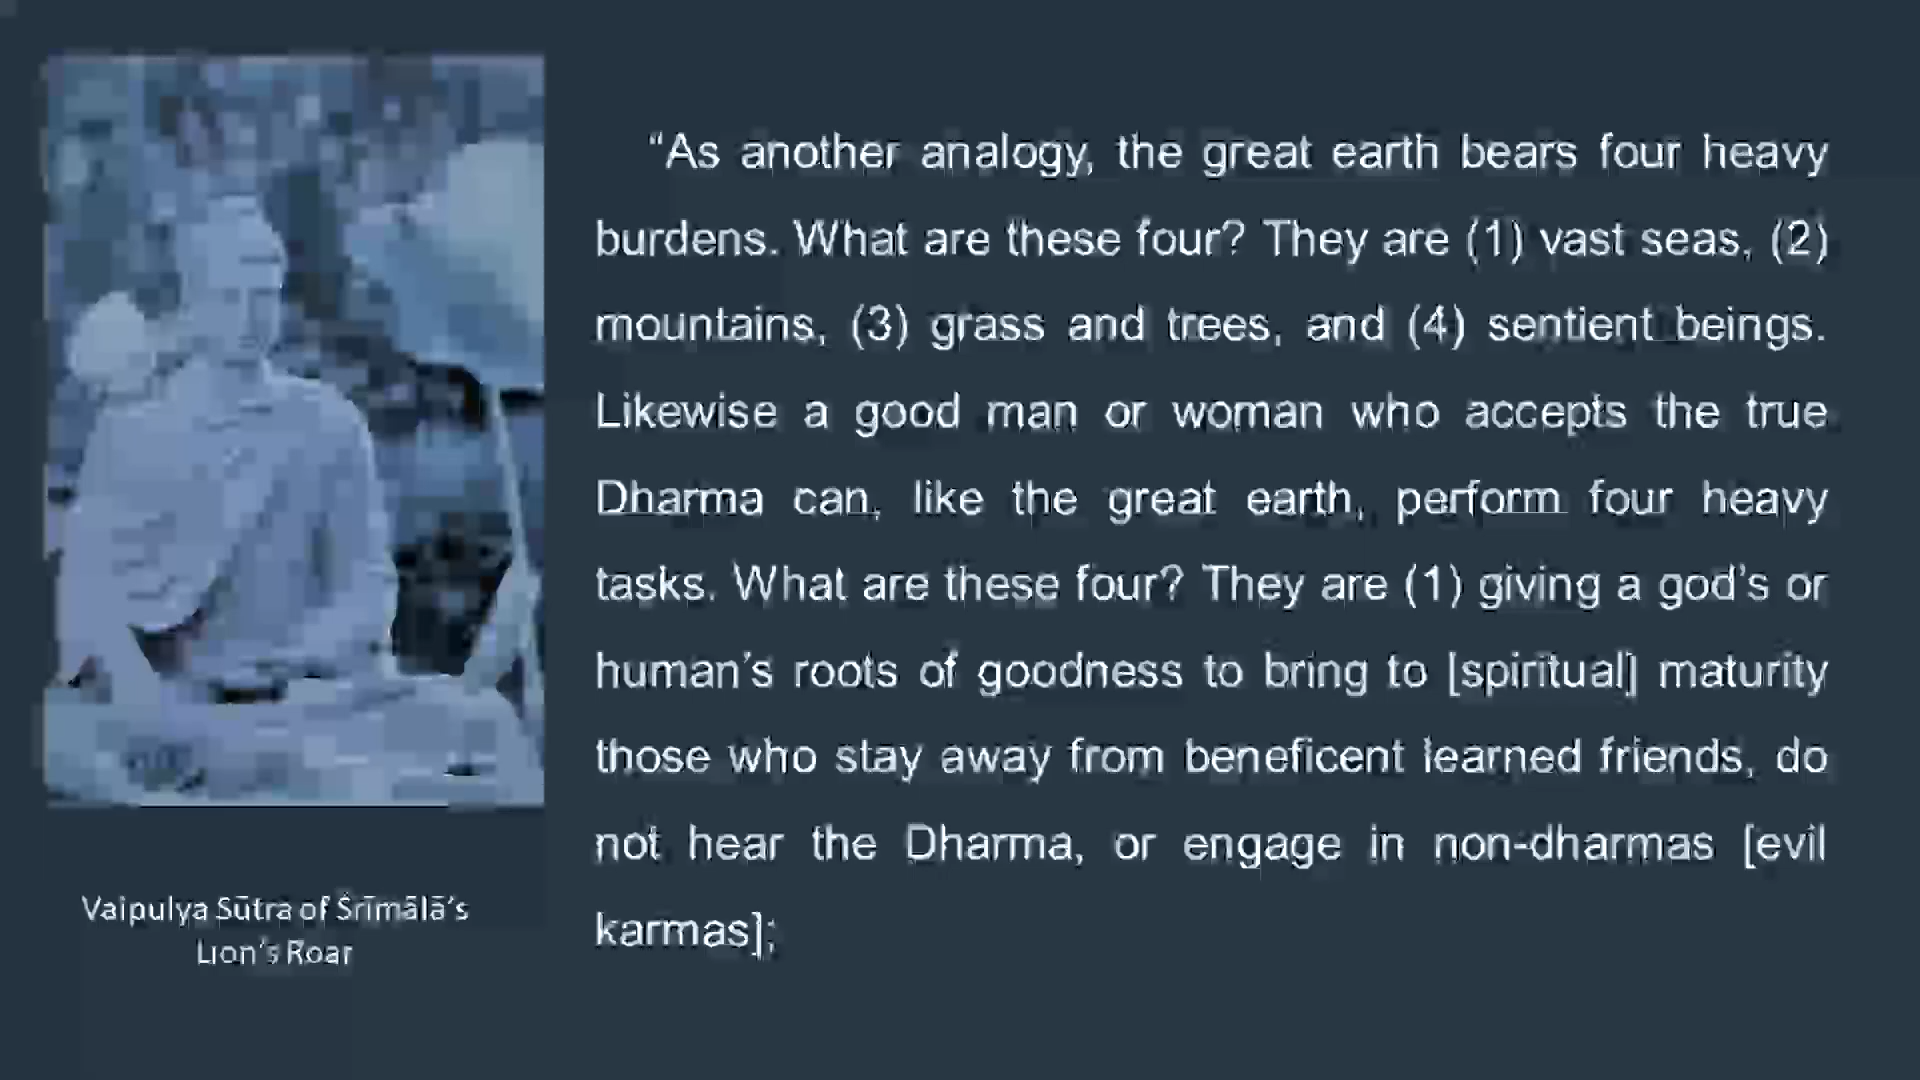 “As another analogy, the great earth bears four heavy
burdens. What are these four? They are (1) vast seas, (2)
mountains, (3) grass and trees, and (4) sentient beings.
Likewise a good man or woman who accepts the true
Dharma can, like the great earth, perform four heavy
tasks. What are these four? They are (1) giving a god’s or
human’s roots of goodness to bring to [spiritual] maturity
those who stay away from beneficent learned friends, do
not hear the Dharma, or engage in non-dharmas [evil
karmas];
Vaipulya Sūtra of Śrīmālā’s
Lion’s Roar